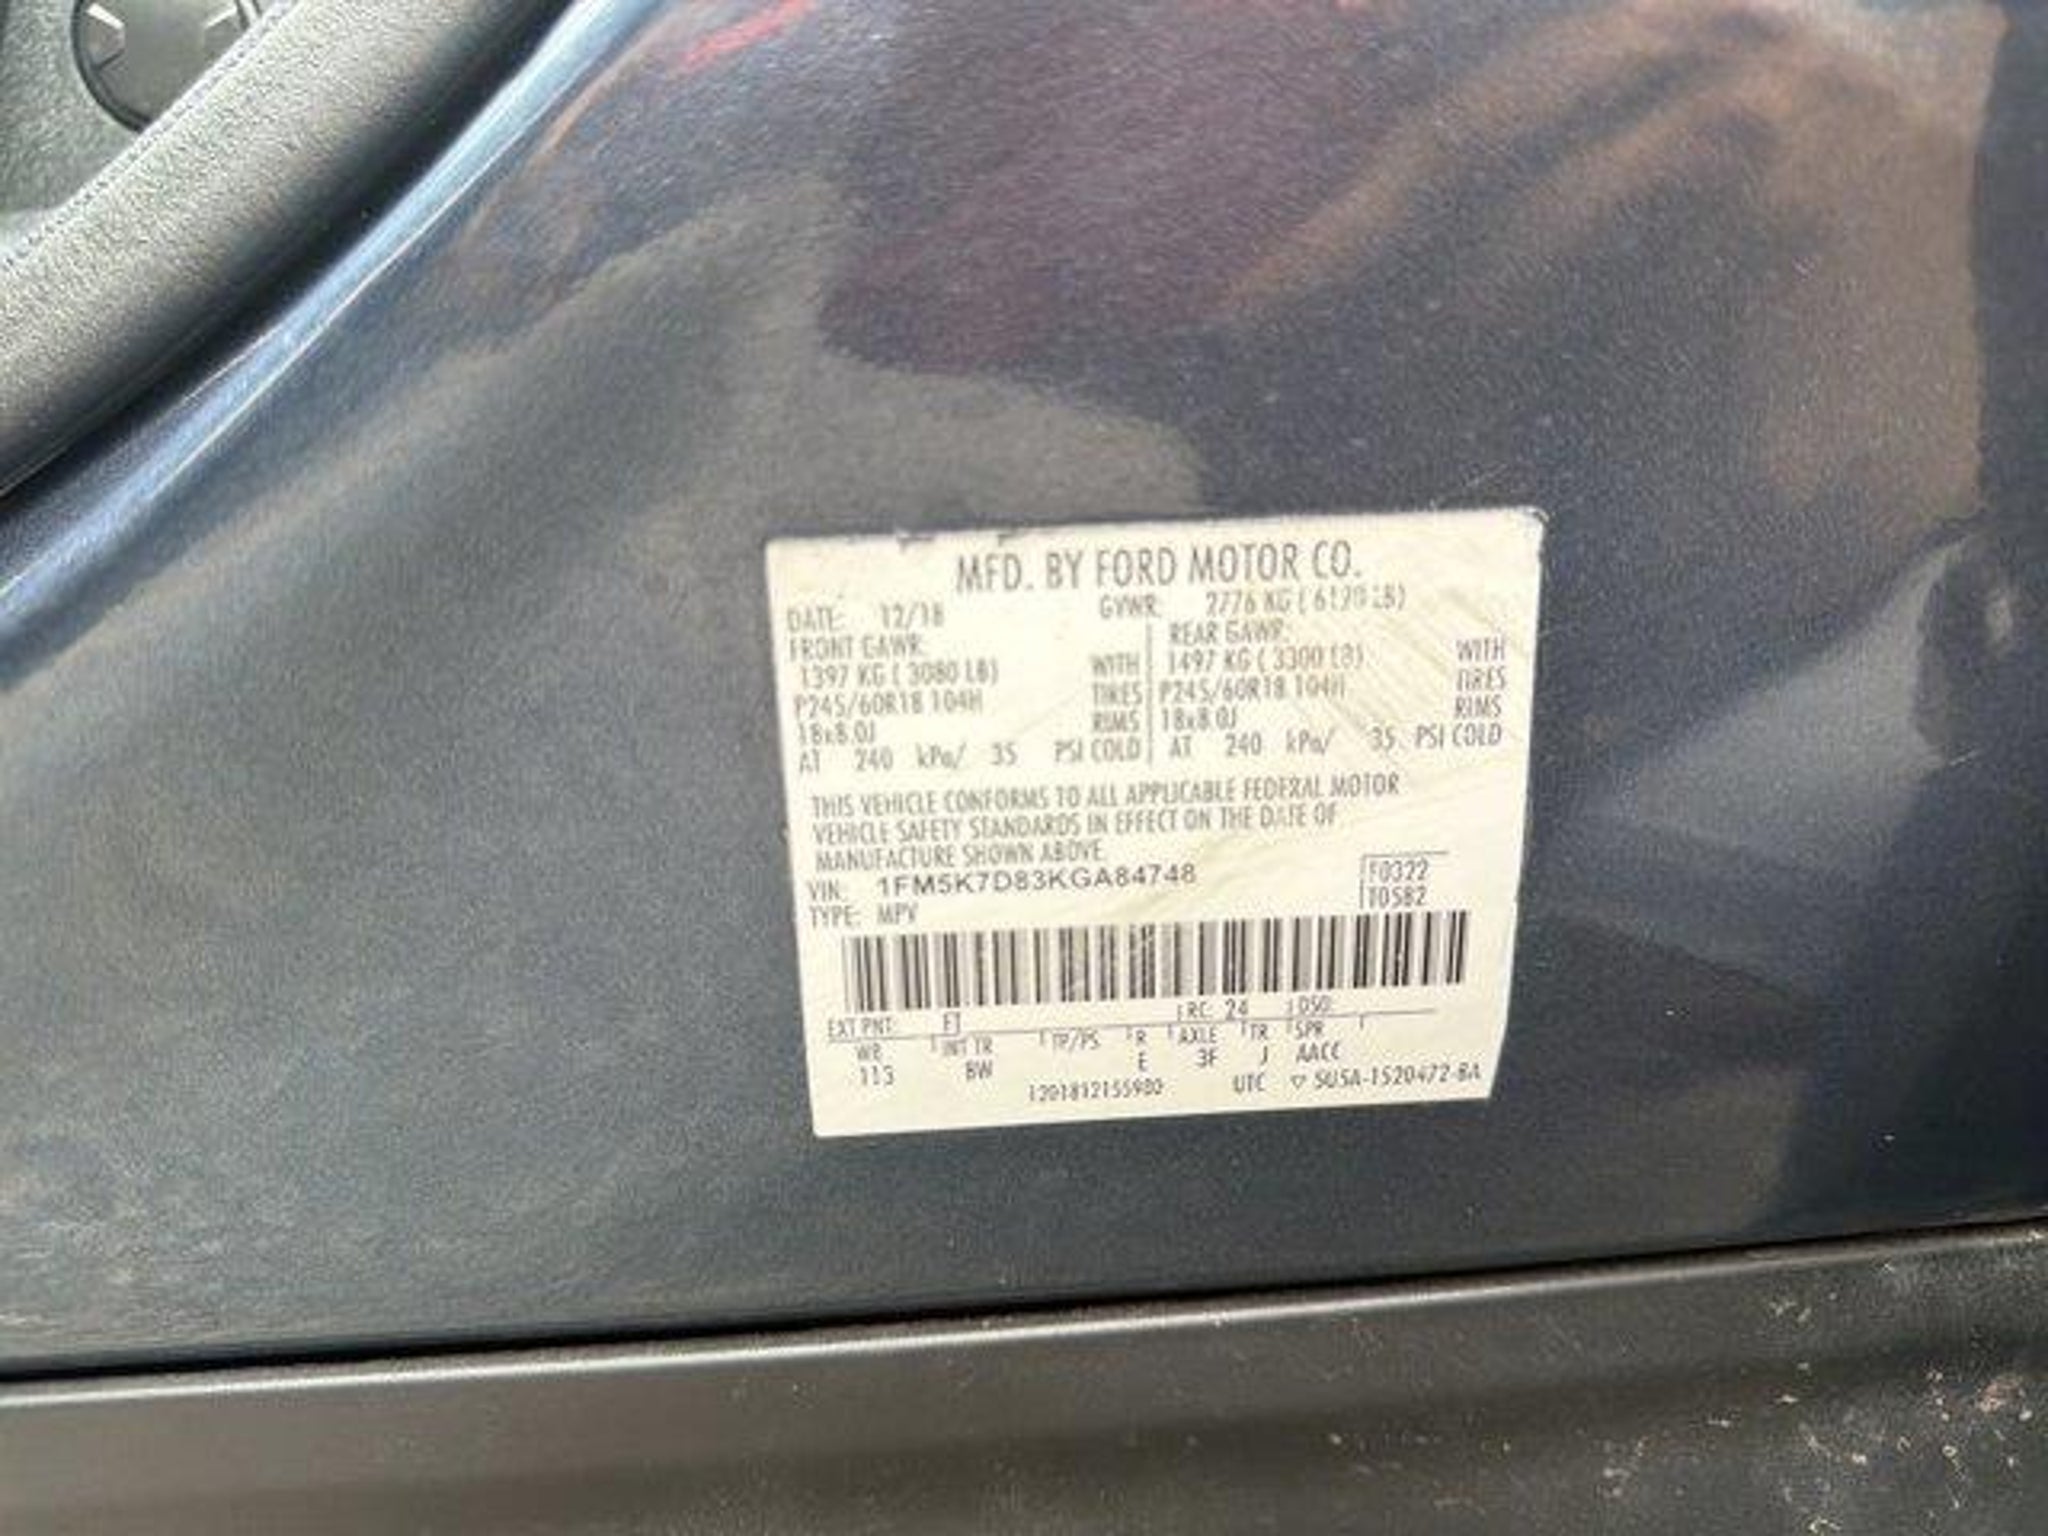 MFD. BY FORD MOTOR CO.
DATE: 12/18 GVWR: 2776 KG ( 6120 LB)
FRONT GAWR: REAR GAWR:
1397 KG ( 3080 LB) WITH 1497 KG ( 3300 LB) WITH
P245/60R18 104H TIRES P245/60R18 104H TIRES
18x8.0J RIMS 18x8.0J RIMS
AT 240 kPa/ 35 PSI COLD AT 240 kPa/ 35 PSI COLD
THIS VEHICLE CONFORMS TO ALL APPLICABLE FEDERAL MOTOR
VEHICLE SAFETY STANDARDS IN EFFECT ON THE DATE OF
MANUFACTURE SHOWN ABOVE.
VIN: 1FM5K7D83KGA84748 F0322
TYPE: MPV T0582
EXT PNT: FT RC: 24 DSO:
WB INT TR TP/PS R AXLE TR SPR
113 BW E 3F J AACC
1201812155900 UTC ▽ SU5A-1520472-BA